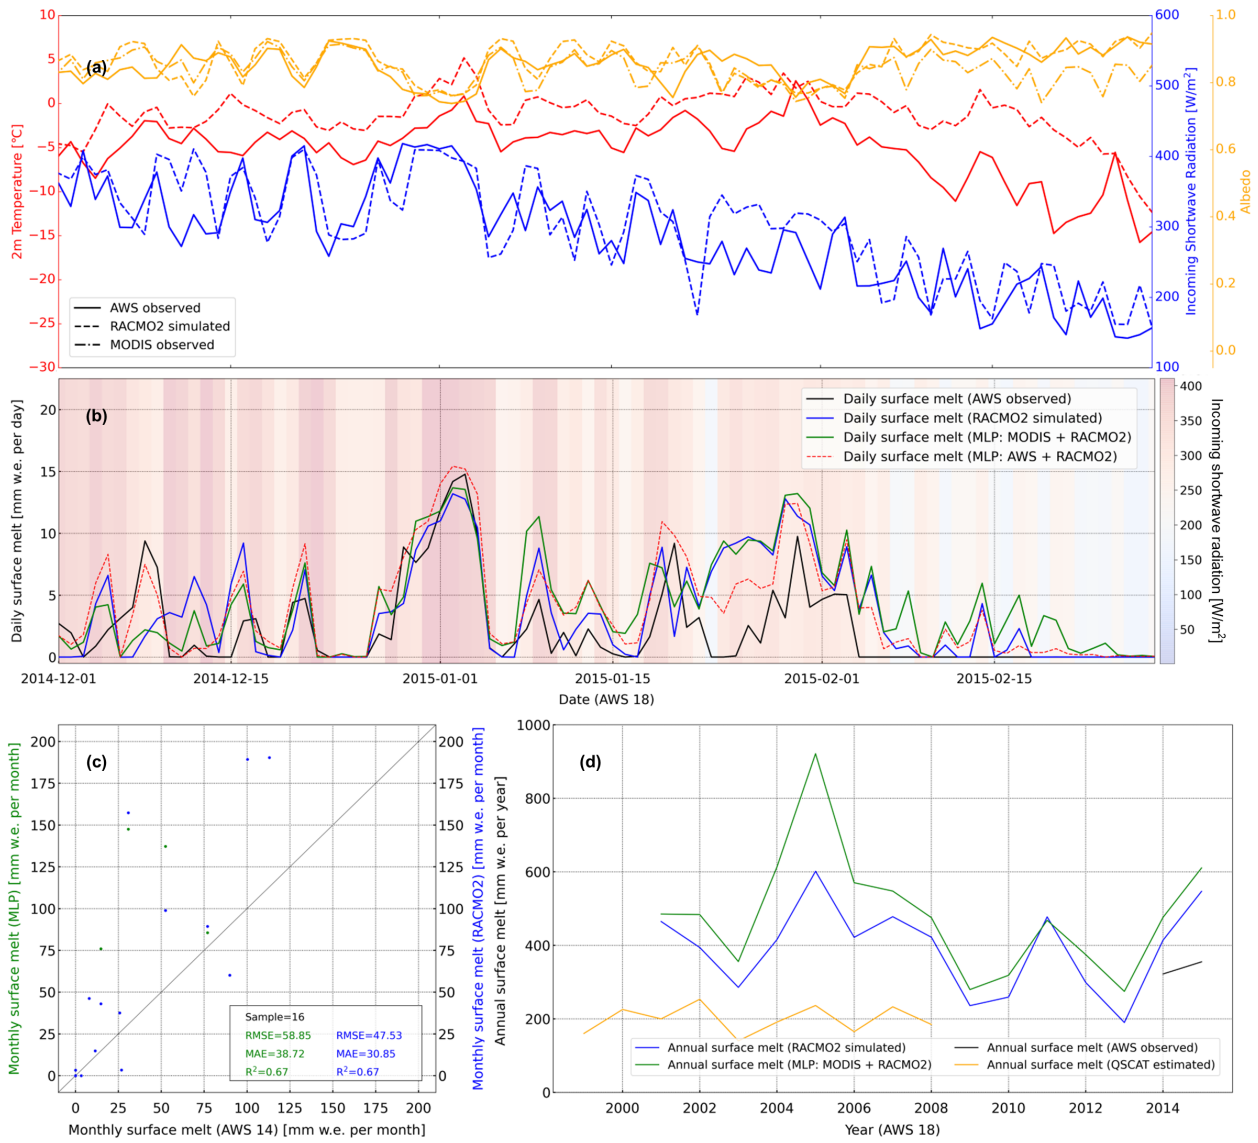 (a)
10
5
0
−5
−10
−15
−20
−25
−30
2m Temperature [°C]
AWS observed
RACMO2 simulated
MODIS observed
600
500
400
300
200
100
Incoming Shortwave Radiation [W/m²]
1.0
0.8
0.6
0.4
0.2
0.0
Albedo
(b)
20
15
10
5
0
Daily surface melt [mm w.e. per day]
Daily surface melt (AWS observed)
Daily surface melt (RACMO2 simulated)
Daily surface melt (MLP: MODIS + RACMO2)
Daily surface melt (MLP: AWS + RACMO2)
2014-12-01
2014-12-15
2015-01-01
2015-01-15
2015-02-01
2015-02-15
Date (AWS 18)
400
350
300
250
200
150
100
50
Incoming shortwave radiation [W/m²]
(c)
200
175
150
125
100
75
50
25
0
Monthly surface melt (MLP) [mm w.e. per month]
200
175
150
125
100
75
50
25
0
Monthly surface melt (RACMO2) [mm w.e. per month]
Sample=16
RMSE=58.85 RMSE=47.53
MAE=38.72 MAE=30.85
R²=0.67 R²=0.67
0 25 50 75 100 125 150 175 200
Monthly surface melt (AWS 14) [mm w.e. per month]
(d)
1000
800
600
400
200
0
Annual surface melt [mm w.e. per year]
Annual surface melt (RACMO2 simulated)
Annual surface melt (MLP: MODIS + RACMO2)
Annual surface melt (AWS observed)
Annual surface melt (QSCAT estimated)
2000 2002 2004 2006 2008 2010 2012 2014
Year (AWS 18)